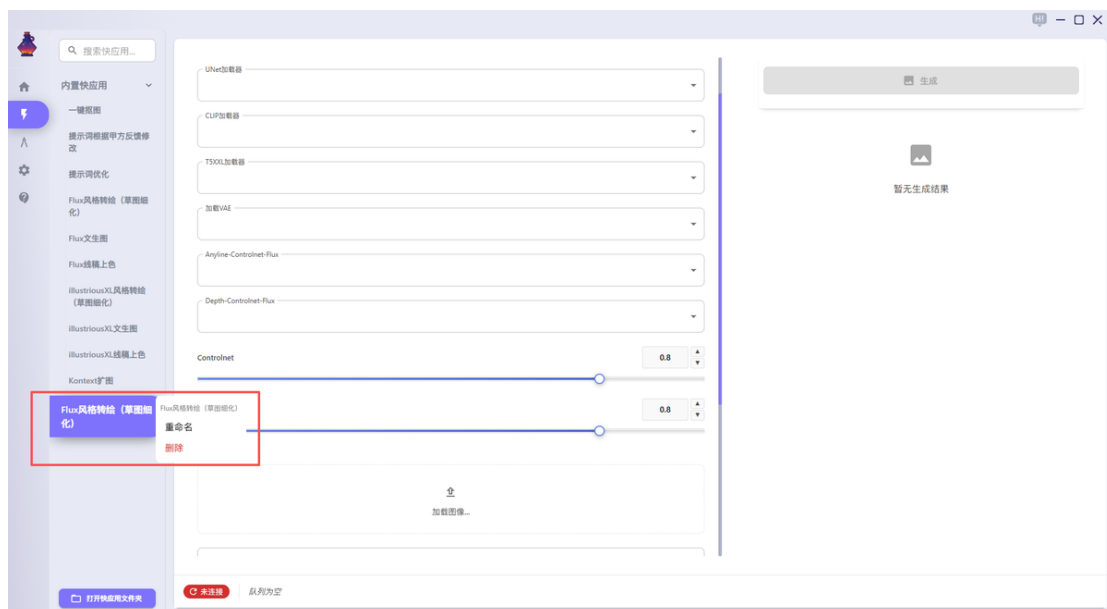 搜索快应用...
内置快应用
一键抠图
提示词根据甲方反馈修
改
提示词优化
Flux风格转绘（草图细
化）
Flux文生图
Flux线稿上色
illustriousXL风格转绘
（草图细化）
illustriousXL文生图
illustriousXL线稿上色
Kontext扩图
Flux风格转绘（草图细
化）
Flux风格转绘（草图细化）
重命名
删除
打开快应用文件夹
UNet加载器
CLIP加载器
T5XXL加载器
加载VAE
Anyline-Controlnet-Flux
Depth-Controlnet-Flux
Controlnet
0.8
0.8
加载图像...
未连接
队列为空
HI
生成
暂无生成结果